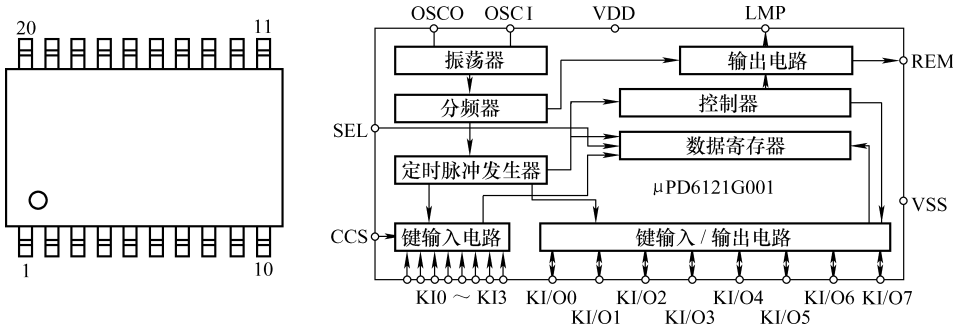 20 11
1 10
OSCO OSCI VDD LMP
振荡器 输出电路 REM
分频器 控制器
SEL 数据寄存器
定时脉冲发生器
μPD6121G001
VSS
CCS 键输入电路 键输入/输出电路
KI0 ～ KI3 KI/O0 KI/O2 KI/O4 KI/O6 KI/O7
KI/O1 KI/O3 KI/O5